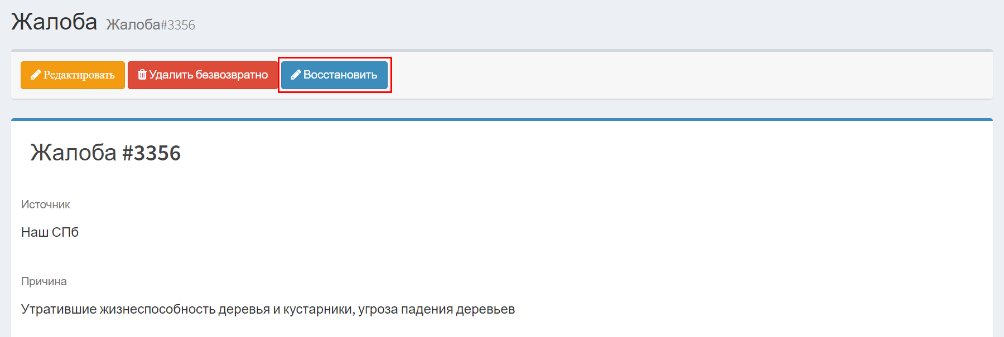 Жалоба Жалоба#3356
Редактировать Удалить безвозвратно Восстановить
Жалоба #3356
Источник
Наш СПб
Причина
Утратившие жизнеспособность деревья и кустарники, угроза падения деревьев